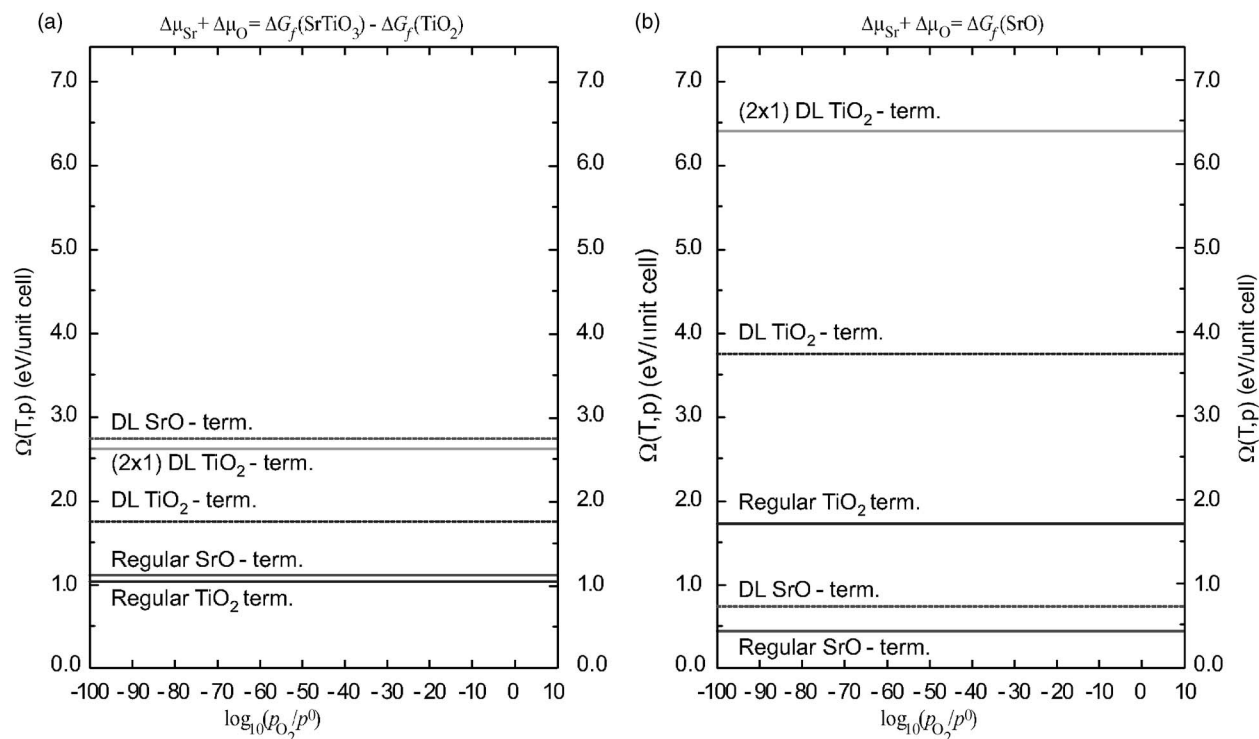 (a) Δμ_Sr + Δμ_O = ΔG_f(SrTiO_3) - ΔG_f(TiO_2)
7.0 7.0
6.0 6.0
5.0 5.0
4.0 4.0
3.0 3.0
2.0 2.0
1.0 1.0
0.0 0.0
Ω(T,p) (eV/unit cell)
DL SrO - term.
(2x1) DL TiO_2 - term.
DL TiO_2 - term.
Regular SrO - term.
Regular TiO_2 term.
-100 -90 -80 -70 -60 -50 -40 -30 -20 -10 0 10
log_10(p_O_2/p^0)
(b) Δμ_Sr + Δμ_O = ΔG_f(SrO)
7.0 7.0
6.0 6.0
5.0 5.0
4.0 4.0
3.0 3.0
2.0 2.0
1.0 1.0
0.0 0.0
Ω(T,p) (eV/unit cell)
Ω(T,p) (eV/unit cell)
(2x1) DL TiO_2 - term.
DL TiO_2 - term.
Regular TiO_2 term.
DL SrO - term.
Regular SrO - term.
-100 -90 -80 -70 -60 -50 -40 -30 -20 -10 0 10
log_10(p_O_2/p^0)